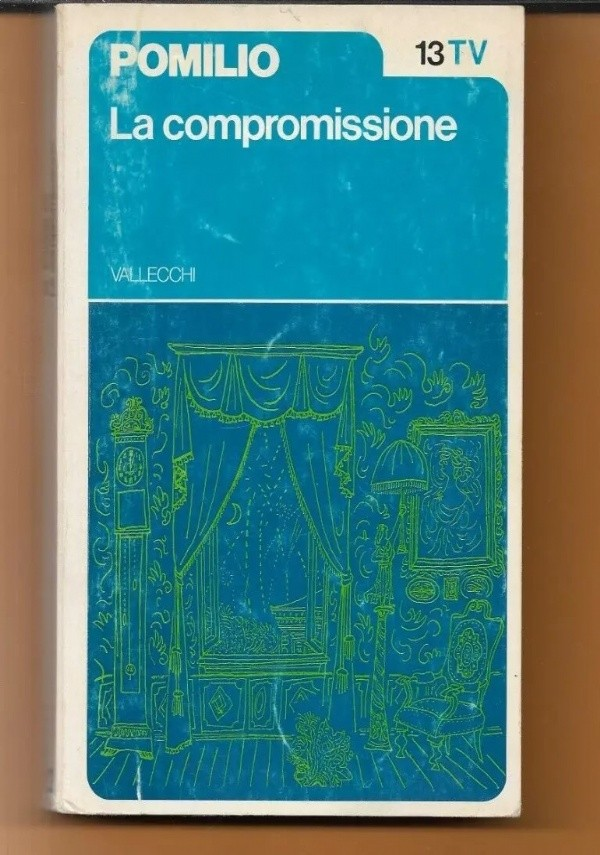 POMILIO
13 TV
La compromissione
VALLECCHI